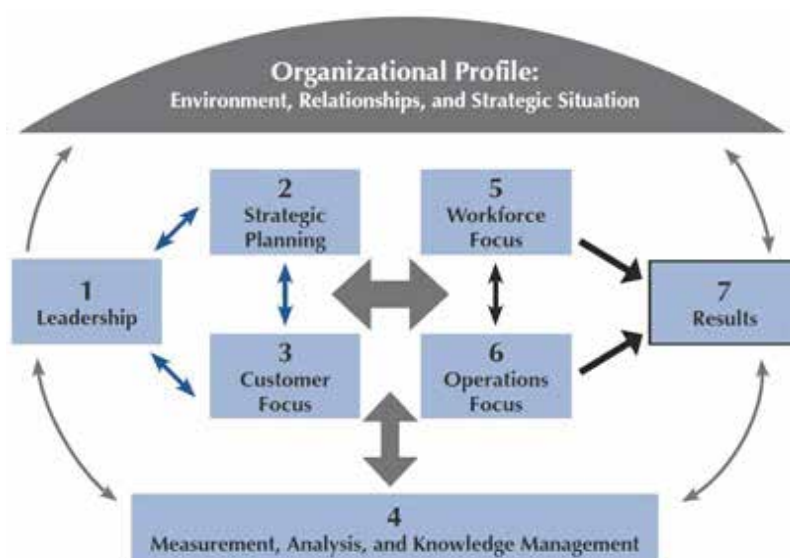 Organizational Profile:
Environment, Relationships, and Strategic Situation
2
Strategic
Planning
5
Workforce
Focus
1
Leadership
7
Results
3
Customer
Focus
6
Operations
Focus
4
Measurement, Analysis, and Knowledge Management